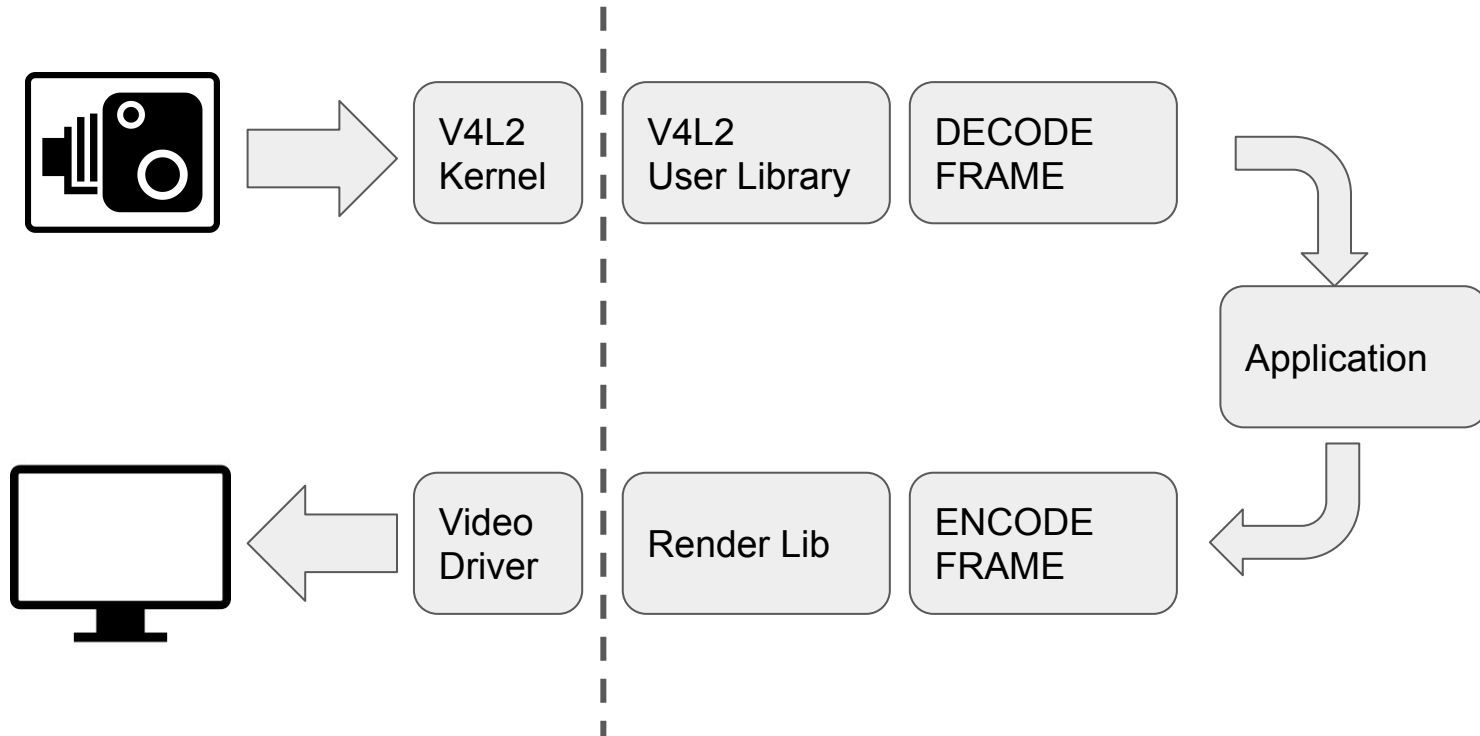 V4L2
Kernel
V4L2
User Library
DECODE
FRAME
Application
Video
Driver
Render Lib
ENCODE
FRAME